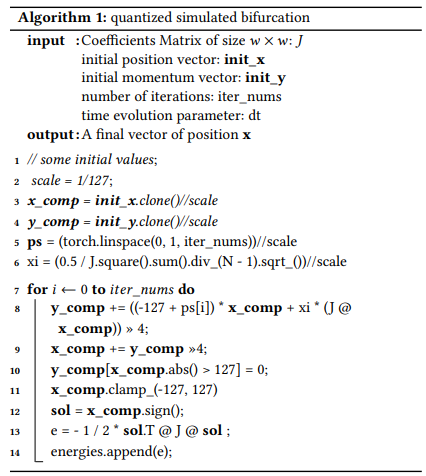 Algorithm 1: quantized simulated bifurcation
input :Coefficients Matrix of size w × w: J
initial position vector: init_x
initial momentum vector: init_y
number of iterations: iter_nums
time evolution parameter: dt
output:A final vector of position x
1 // some initial values;
2 scale = 1/127;
3 x_comp = init_x.clone()//scale
4 y_comp = init_y.clone()//scale
5 ps = (torch.linspace(0, 1, iter_nums))//scale
6 xi = (0.5 / J.square().sum().div_(N - 1).sqrt_())//scale
7 for i ← 0 to iter_nums do
8 y_comp += ((-127 + ps[i]) * x_comp + xi * (J @
x_comp)) » 4;
9 x_comp += y_comp »4;
10 y_comp[x_comp.abs() > 127] = 0;
11 x_comp.clamp_(-127, 127)
12 sol = x_comp.sign();
13 e = - 1 / 2 * sol.T @ J @ sol ;
14 energies.append(e);